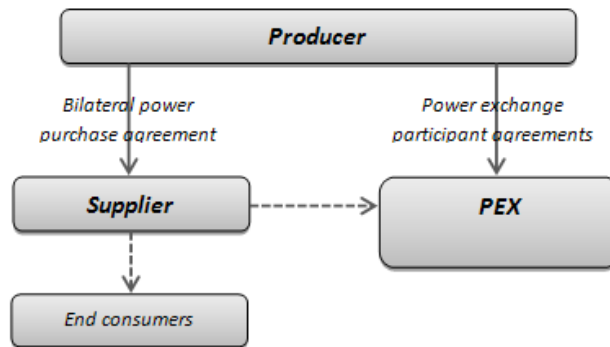 Producer
Bilateral power
purchase agreement
Power exchange
participant agreements
Supplier
PEX
End consumers